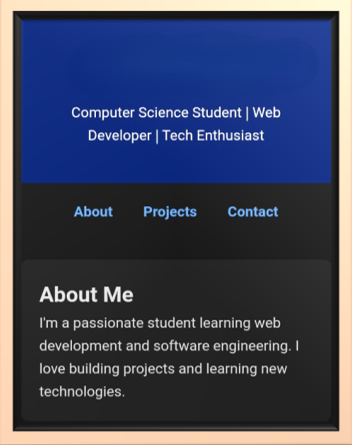 Computer Science Student | Web
Developer | Tech Enthusiast
About Projects Contact
About Me
I'm a passionate student learning web
development and software engineering. I
love building projects and learning new
technologies.